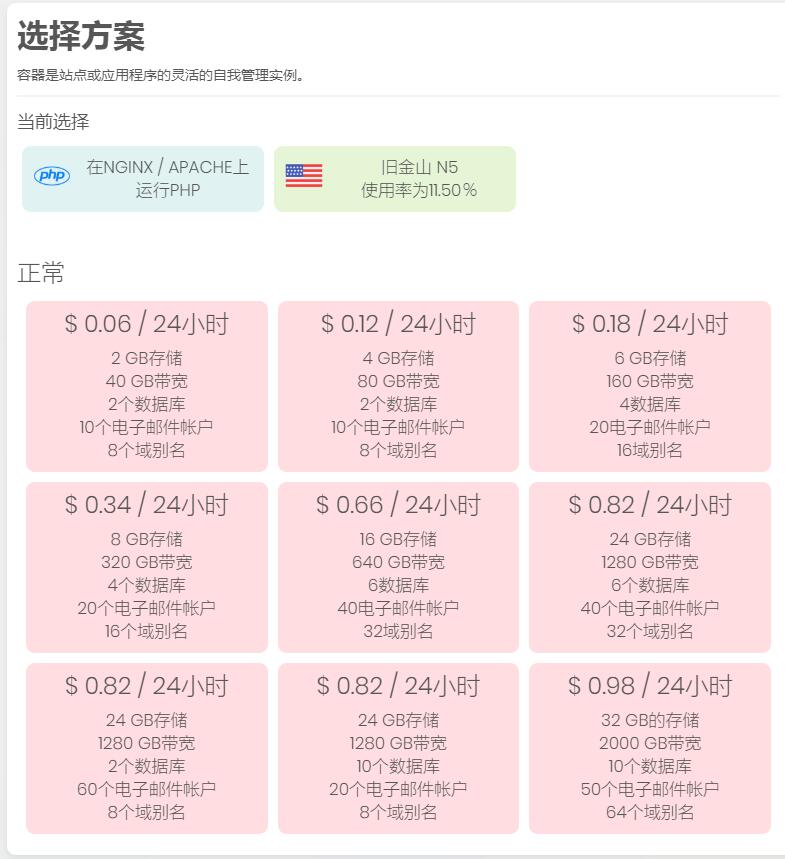 选择方案
容器是站点或应用程序的灵活的自我管理实例。
当前选择
php
在NGINX / APACHE上
运行PHP
旧金山 N5
使用率为11.50%
正常
$ 0.06 / 24小时
2 GB存储
40 GB带宽
2个数据库
10个电子邮件帐户
8个域别名
$ 0.12 / 24小时
4 GB存储
80 GB带宽
2个数据库
10个电子邮件帐户
8个域别名
$ 0.18 / 24小时
6 GB存储
160 GB带宽
4数据库
20电子邮件帐户
16域别名
$ 0.34 / 24小时
8 GB存储
320 GB带宽
4个数据库
20个电子邮件帐户
16个域别名
$ 0.66 / 24小时
16 GB存储
640 GB带宽
6数据库
40电子邮件帐户
32域别名
$ 0.82 / 24小时
24 GB存储
1280 GB带宽
6个数据库
40个电子邮件帐户
32个域别名
$ 0.82 / 24小时
24 GB存储
1280 GB带宽
2个数据库
60个电子邮件帐户
8个域别名
$ 0.82 / 24小时
24 GB存储
1280 GB带宽
10个数据库
20个电子邮件帐户
8个域别名
$ 0.98 / 24小时
32 GB的存储
2000 GB带宽
10个数据库
50个电子邮件帐户
64个域别名